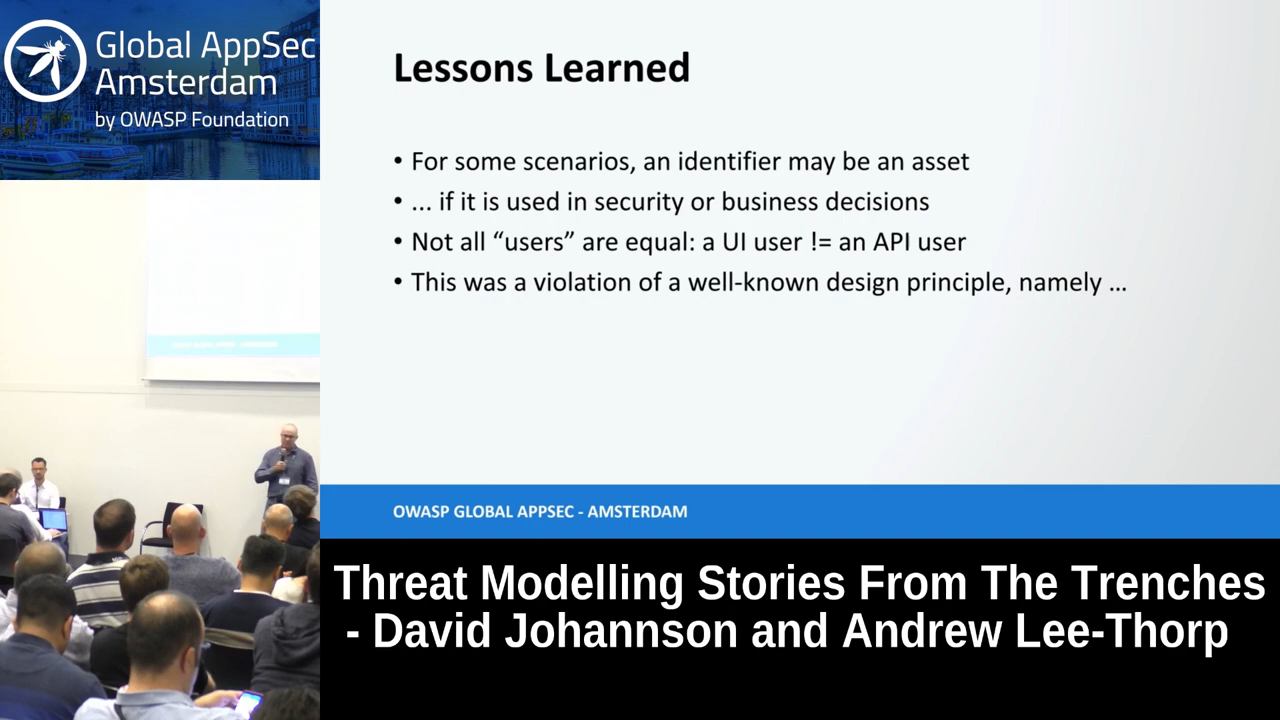 Global AppSec
Amsterdam
by OWASP Foundation
Lessons Learned
• For some scenarios, an identifier may be an asset
• ... if it is used in security or business decisions
• Not all “users” are equal: a UI user != an API user
• This was a violation of a well-known design principle, namely …
OWASP GLOBAL APPSEC - AMSTERDAM
Threat Modelling Stories From The Trenches
- David Johannson and Andrew Lee-Thorp